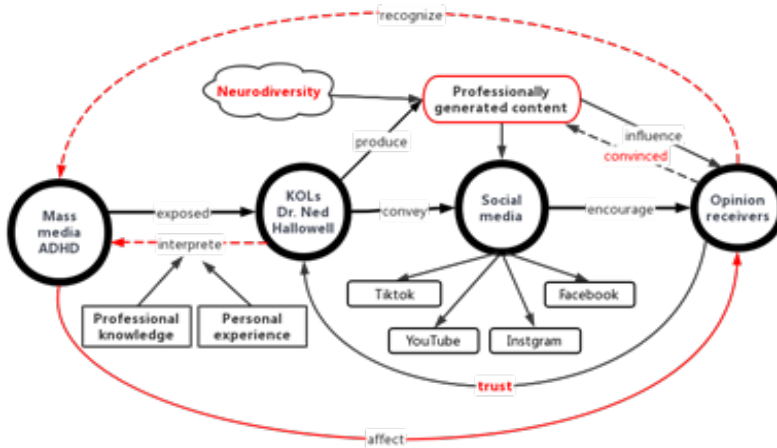 recognize
Neurodiversity
Professionally
generated content
produce
influence
convinced
Mass
media
ADHD
exposed
KOLs
Dr. Ned
Hallowell
convey
Social
media
encourage
Opinion
receivers
interprete
Professional
knowledge
Personal
experience
Tiktok
Facebook
YouTube
Instgram
trust
affect